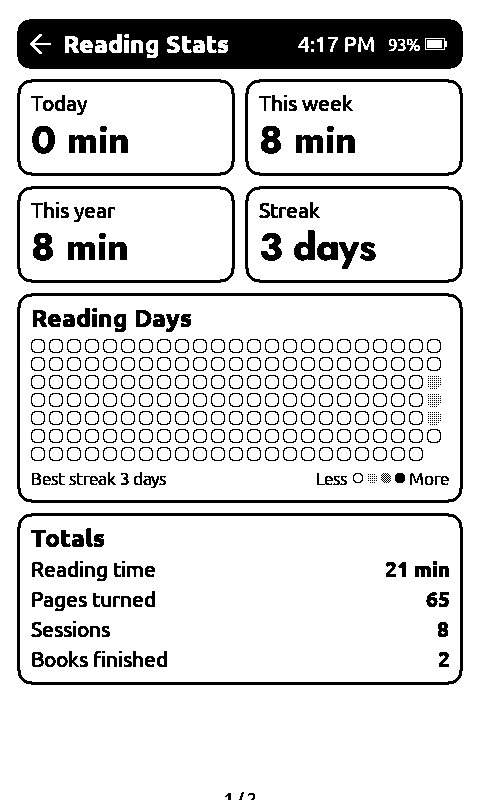 Reading Stats 4:17 PM 93%
Today
0 min
This week
8 min
This year
8 min
Streak
3 days
Reading Days
Best streak 3 days Less More
Totals
Reading time 21 min
Pages turned 65
Sessions 8
Books finished 2
1/2